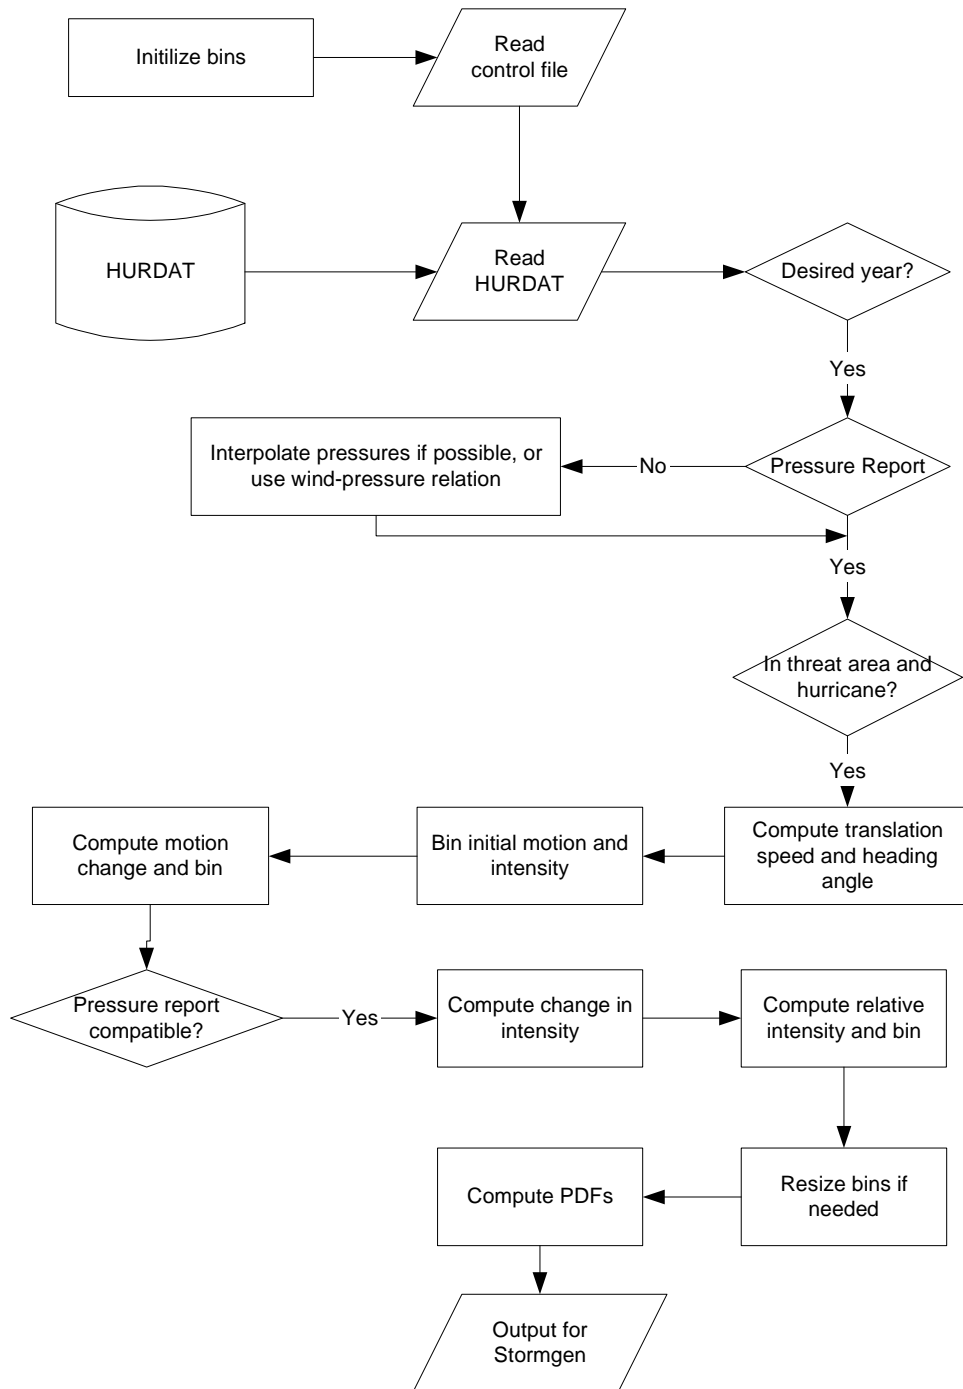 Initilize bins
Read
control file
HURDAT
Read
HURDAT
Desired year?
Yes
Interpolate pressures if possible, or
use wind-pressure relation
No
Pressure Report
Yes
In threat area and
hurricane?
Yes
Compute motion
change and bin
Bin initial motion and
intensity
Compute translation
speed and heading
angle
Pressure report
compatible?
Yes
Compute change in
intensity
Compute relative
intensity and bin
Compute PDFs
Resize bins if
needed
Output for
Stormgen